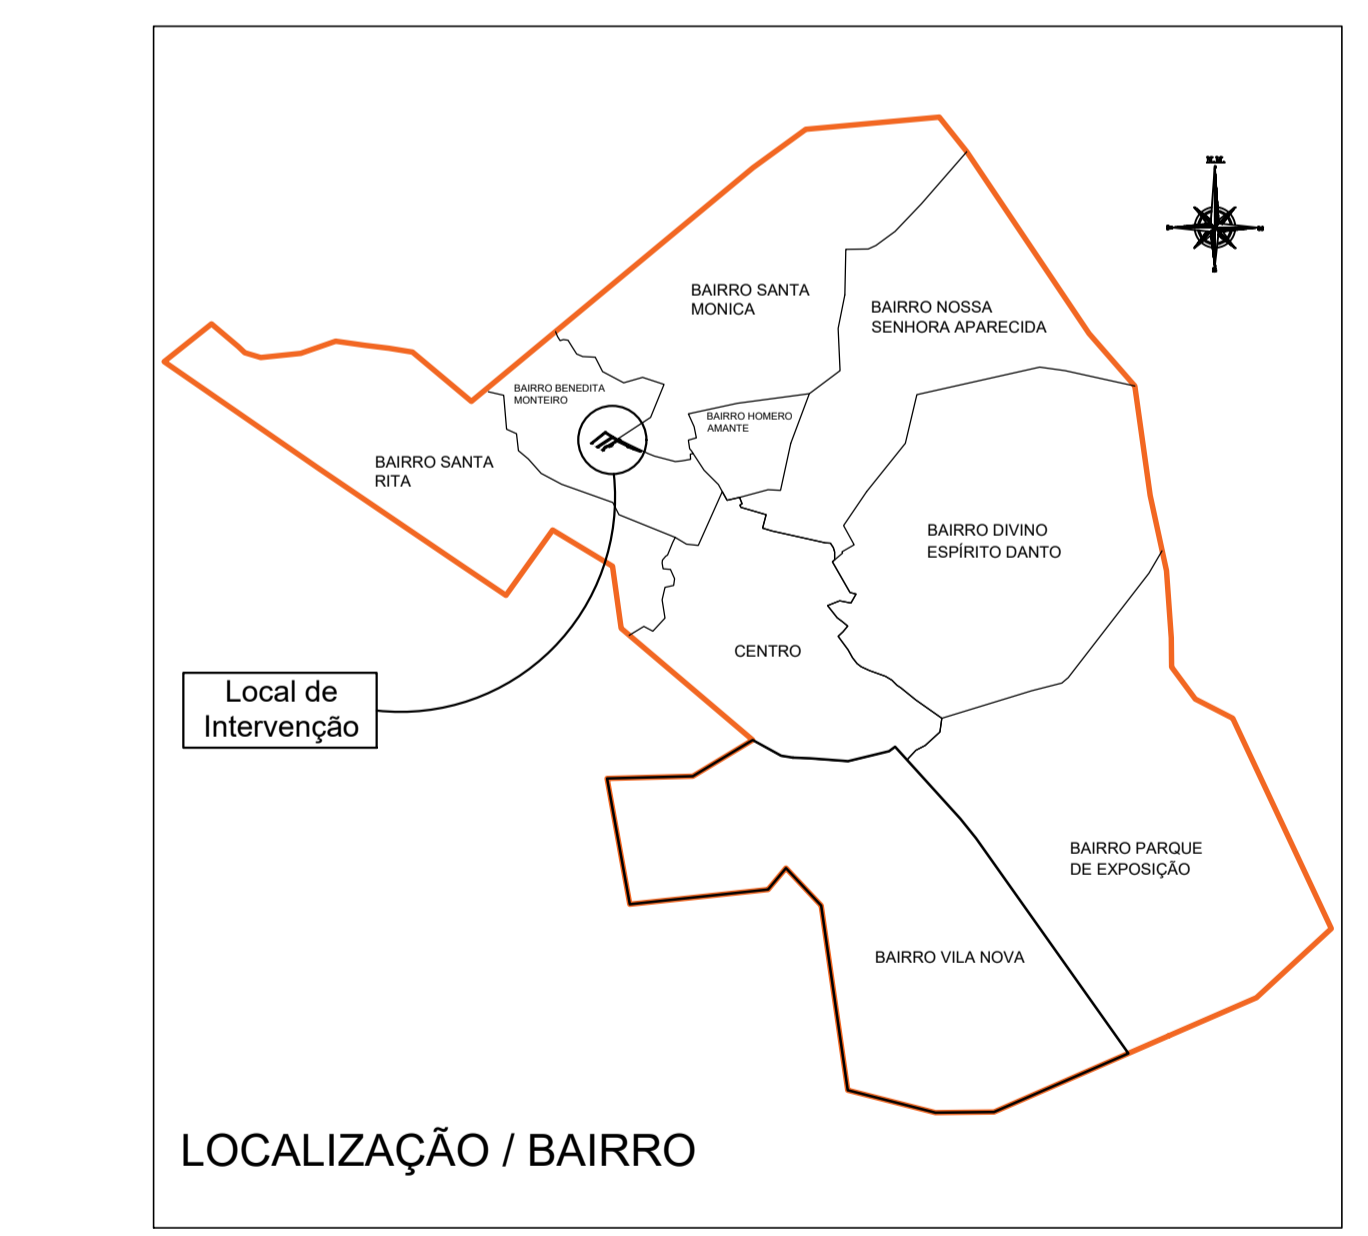 N.M.
BAIRRO SANTA
MONICA
BAIRRO NOSSA
SENHORA APARECIDA
BAIRRO BENEDITA
MONTEIRO
BAIRRO HOMERO
AMANTE
BAIRRO SANTA
RITA
BAIRRO DIVINO
ESPÍRITO DANTO
CENTRO
Local de
Intervenção
BAIRRO PARQUE
DE EXPOSIÇÃO
BAIRRO VILA NOVA
LOCALIZAÇÃO / BAIRRO